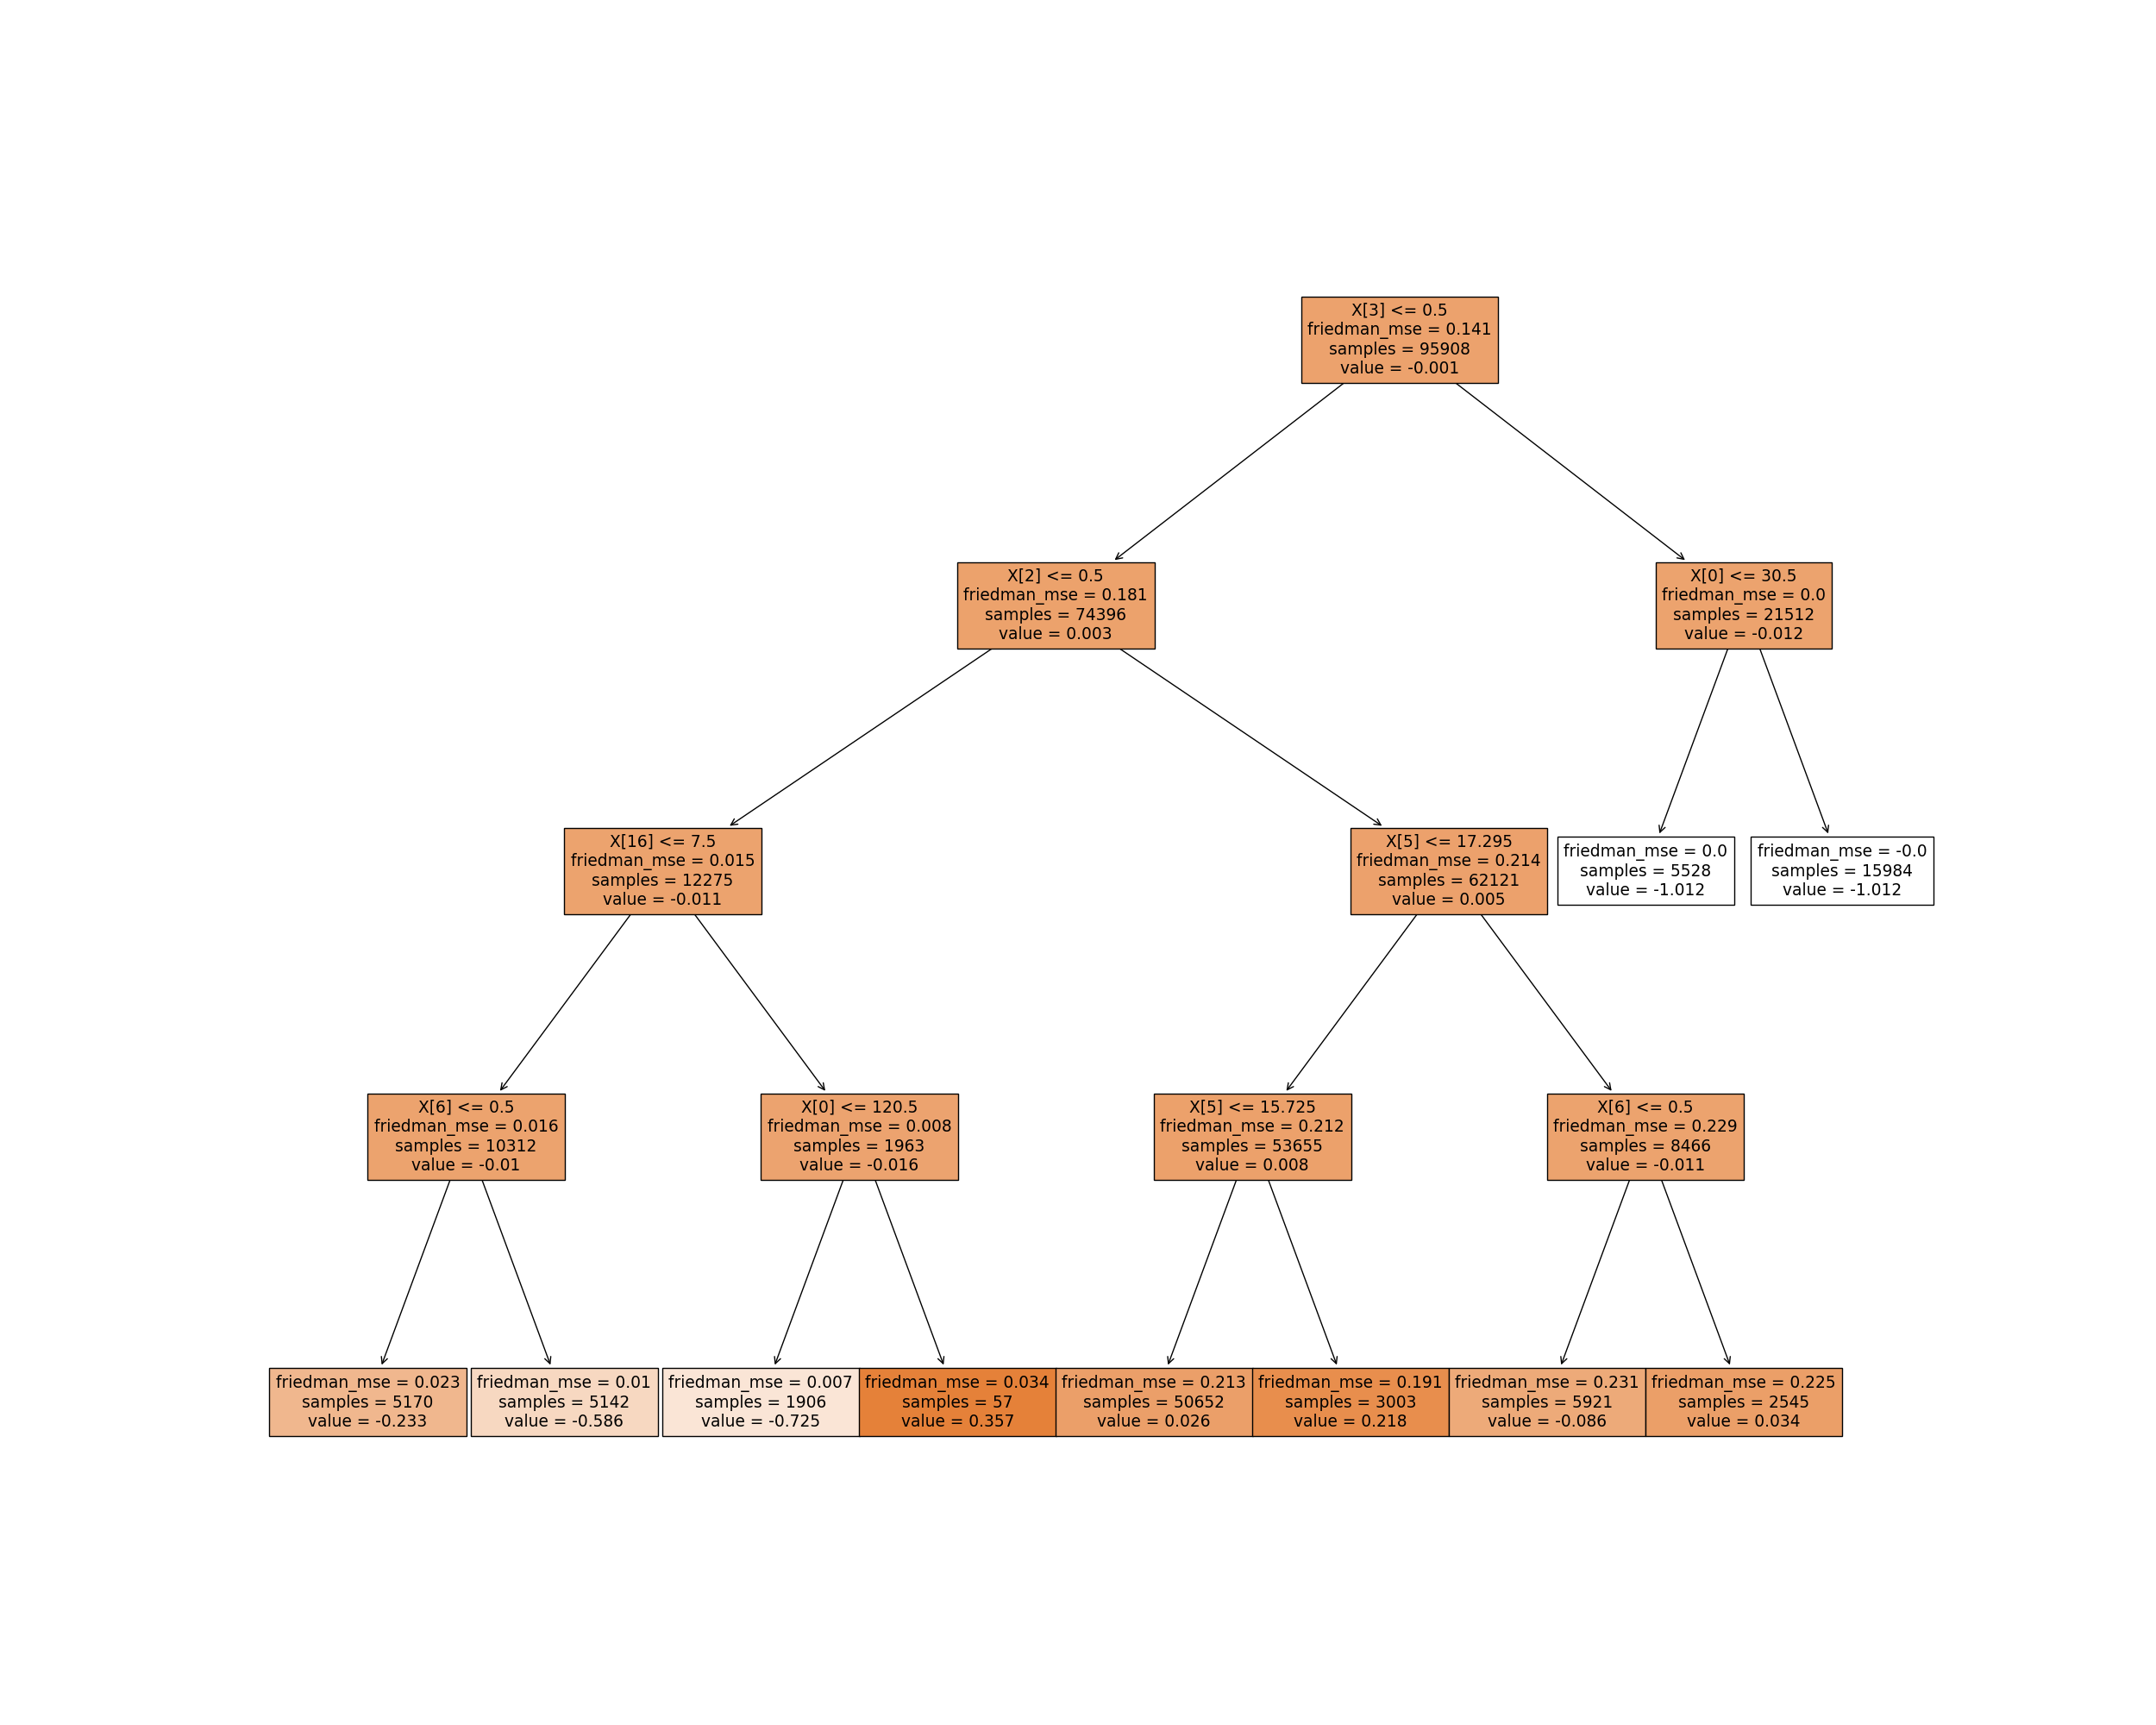 X[3] <= 0.5
friedman_mse = 0.141
samples = 95908
value = -0.001
X[2] <= 0.5
friedman_mse = 0.181
samples = 74396
value = 0.003
X[0] <= 30.5
friedman_mse = 0.0
samples = 21512
value = -0.012
X[16] <= 7.5
friedman_mse = 0.015
samples = 12275
value = -0.011
X[5] <= 17.295
friedman_mse = 0.214
samples = 62121
value = 0.005
friedman_mse = 0.0
samples = 5528
value = -1.012
friedman_mse = -0.0
samples = 15984
value = -1.012
X[6] <= 0.5
friedman_mse = 0.016
samples = 10312
value = -0.01
X[0] <= 120.5
friedman_mse = 0.008
samples = 1963
value = -0.016
X[5] <= 15.725
friedman_mse = 0.212
samples = 53655
value = 0.008
X[6] <= 0.5
friedman_mse = 0.229
samples = 8466
value = -0.011
friedman_mse = 0.023
samples = 5170
value = -0.233
friedman_mse = 0.01
samples = 5142
value = -0.586
friedman_mse = 0.007
samples = 1906
value = -0.725
friedman_mse = 0.034
samples = 57
value = 0.357
friedman_mse = 0.213
samples = 50652
value = 0.026
friedman_mse = 0.191
samples = 3003
value = 0.218
friedman_mse = 0.231
samples = 5921
value = -0.086
friedman_mse = 0.225
samples = 2545
value = 0.034